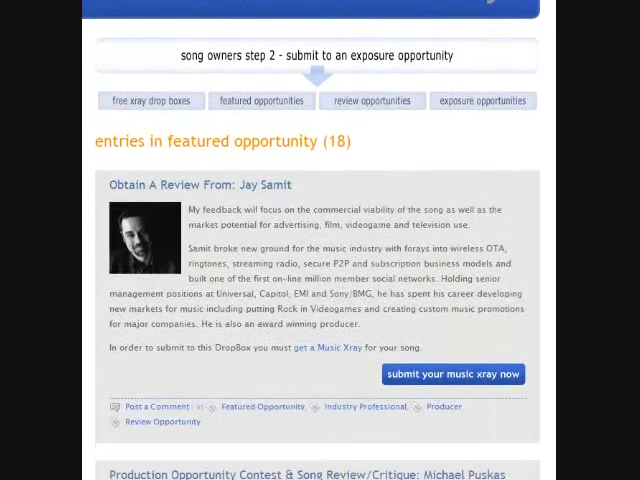 song owners step 2 - submit to an exposure opportunity
free xray drop boxes
featured opportunities
review opportunities
exposure opportunities
entries in featured opportunity (18)
Obtain A Review From: Jay Samit
My feedback will focus on the commercial viability of the song as well as the
market potential for advertising, film, videogame and television use.
Samit broke new ground for the music industry with forays into wireless OTA,
ringtones, streaming radio, secure P2P and subscription business models and
built one of the first on-line million member social networks. Holding senior
management positions at Universal, Capitol, EMI and Sony/BMG, he has spent his career developing
new markets for music including putting Rock in Videogames and creating custom music promotions
for major companies. He is also an award winning producer.
In order to submit to this DropBox you must get a Music Xray for your song.
submit your music xray now
Post a Comment | in Featured Opportunity, Industry Professional, Producer,
Review Opportunity
Production Opportunity Contest & Song Review/Critique: Michael Puskas